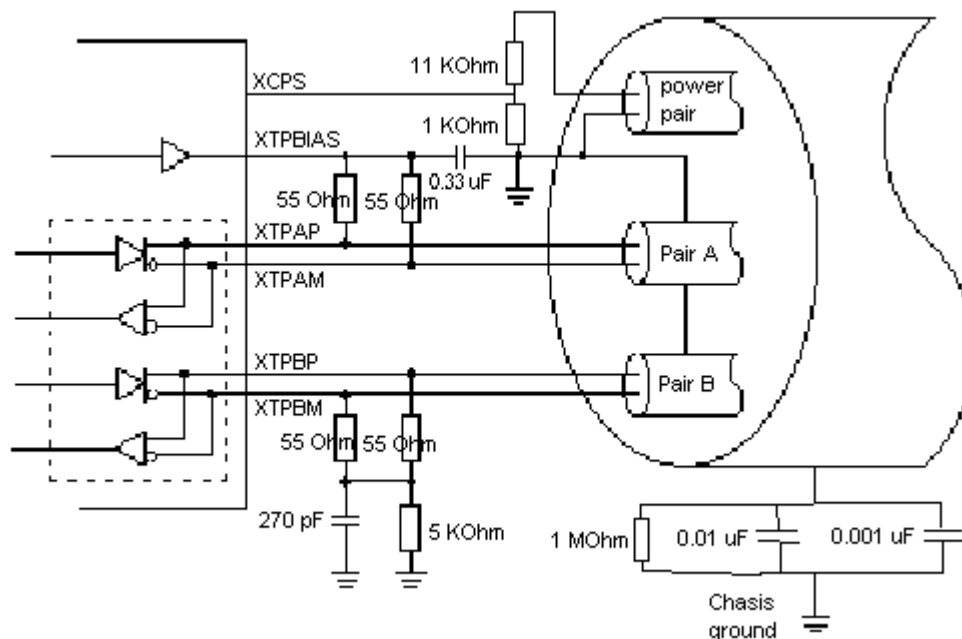 11 KOhm
XCPS
power
pair
1 KOhm
XTPBIAS
0.33 uF
55 Ohm
55 Ohm
XTPAP
Pair A
XTPAM
XTPBP
Pair B
XTPBM
55 Ohm
55 Ohm
270 pF
5 KOhm
1 MOhm
0.01 uF
0.001 uF
Chasis
ground